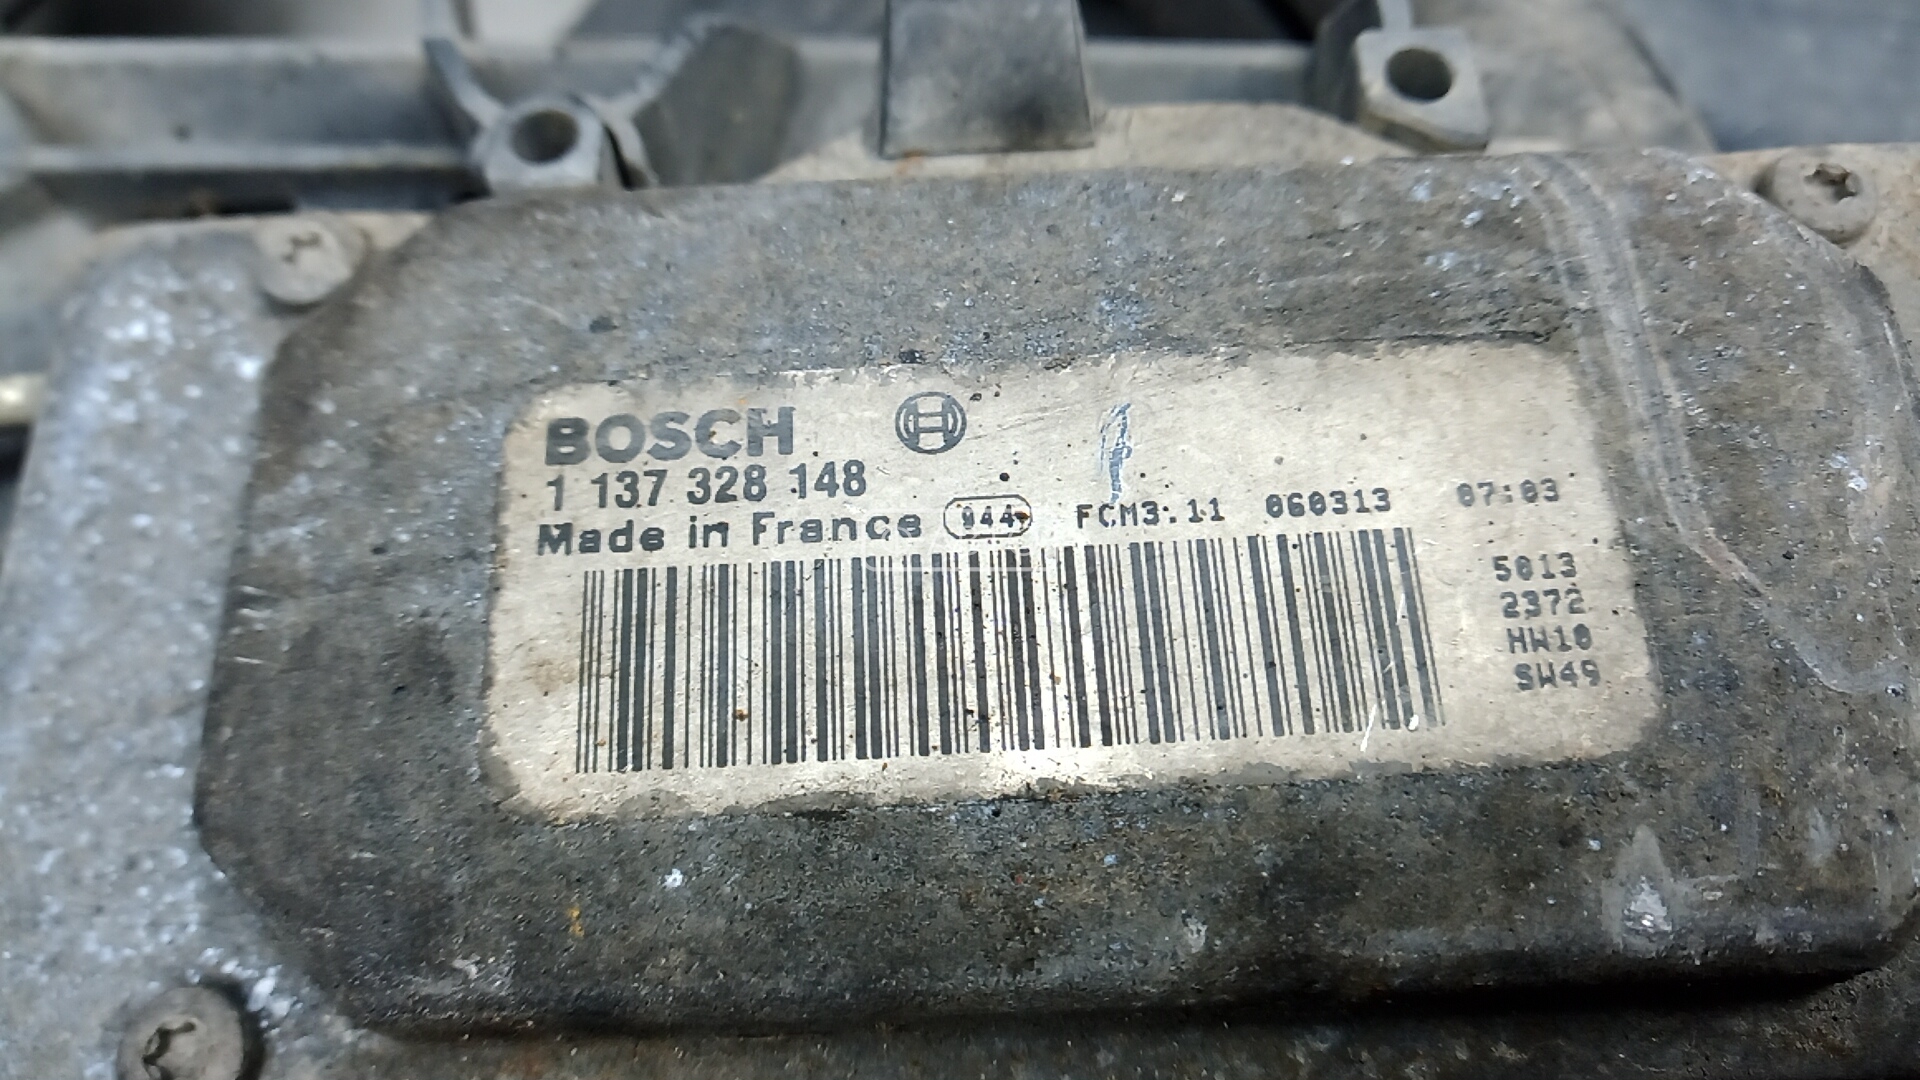 BOSCH
1 137 328 148
Made in France 944 FCM3.11 060313 07:03
5013
2372
HW10
SW49